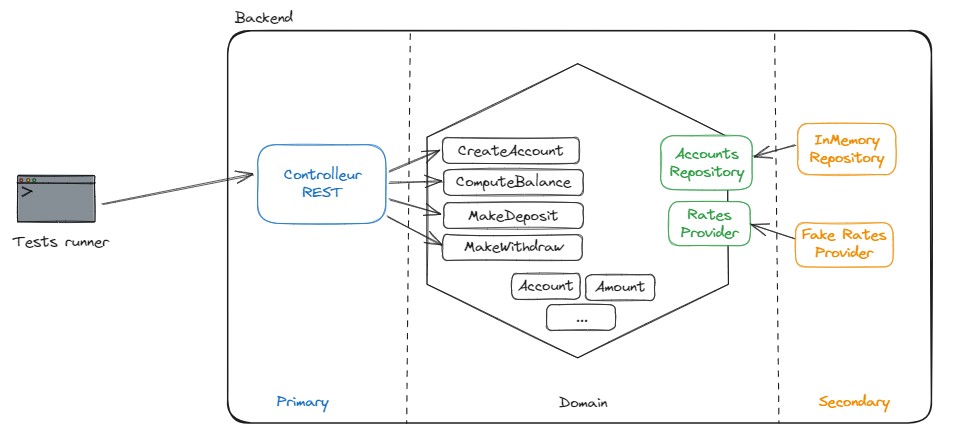 Backend
Tests runner
Controlleur
REST
CreateAccount
ComputeBalance
MakeDeposit
MakeWithdraw
Account
Amount
...
Accounts
Repository
Rates
Provider
InMemory
Repository
Fake Rates
Provider
Primary
Domain
Secondary